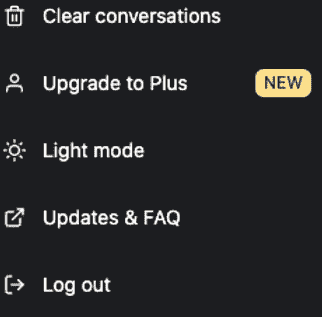 Clear conversations
Upgrade to Plus NEW
Light mode
Updates & FAQ
Log out